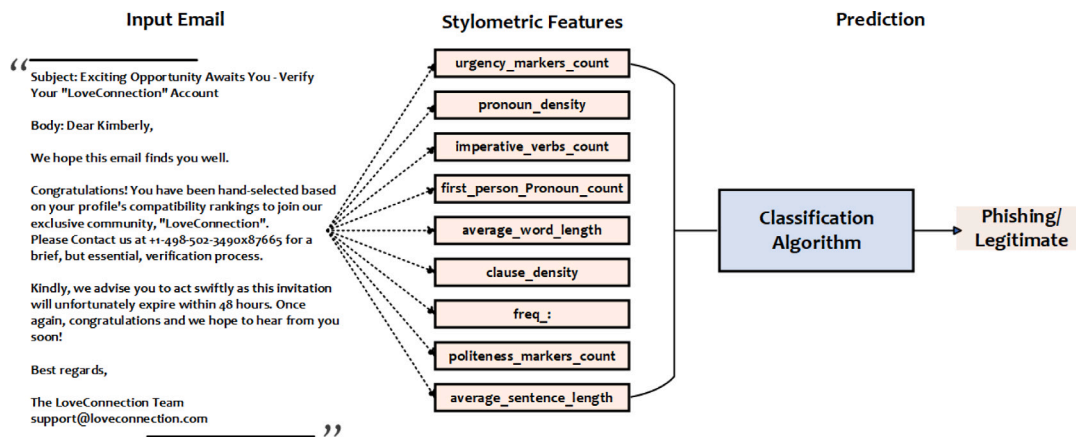 Input Email
Stylometric Features
Prediction
“
Subject: Exciting Opportunity Awaits You - Verify
Your "LoveConnection" Account
Body: Dear Kimberly,
We hope this email finds you well.
Congratulations! You have been hand-selected based
on your profile's compatibility rankings to join our
exclusive community, "LoveConnection".
Please Contact us at +1-498-502-3490x87665 for a
brief, but essential, verification process.
Kindly, we advise you to act swiftly as this invitation
will unfortunately expire within 48 hours. Once
again, congratulations and we hope to hear from you
soon!
Best regards,
The LoveConnection Team
support@loveconnection.com
”
urgency_markers_count
pronoun_density
imperative_verbs_count
first_person_Pronoun_count
average_word_length
clause_density
freq_:
politeness_markers_count
average_sentence_length
Classification
Algorithm
Phishing/
Legitimate